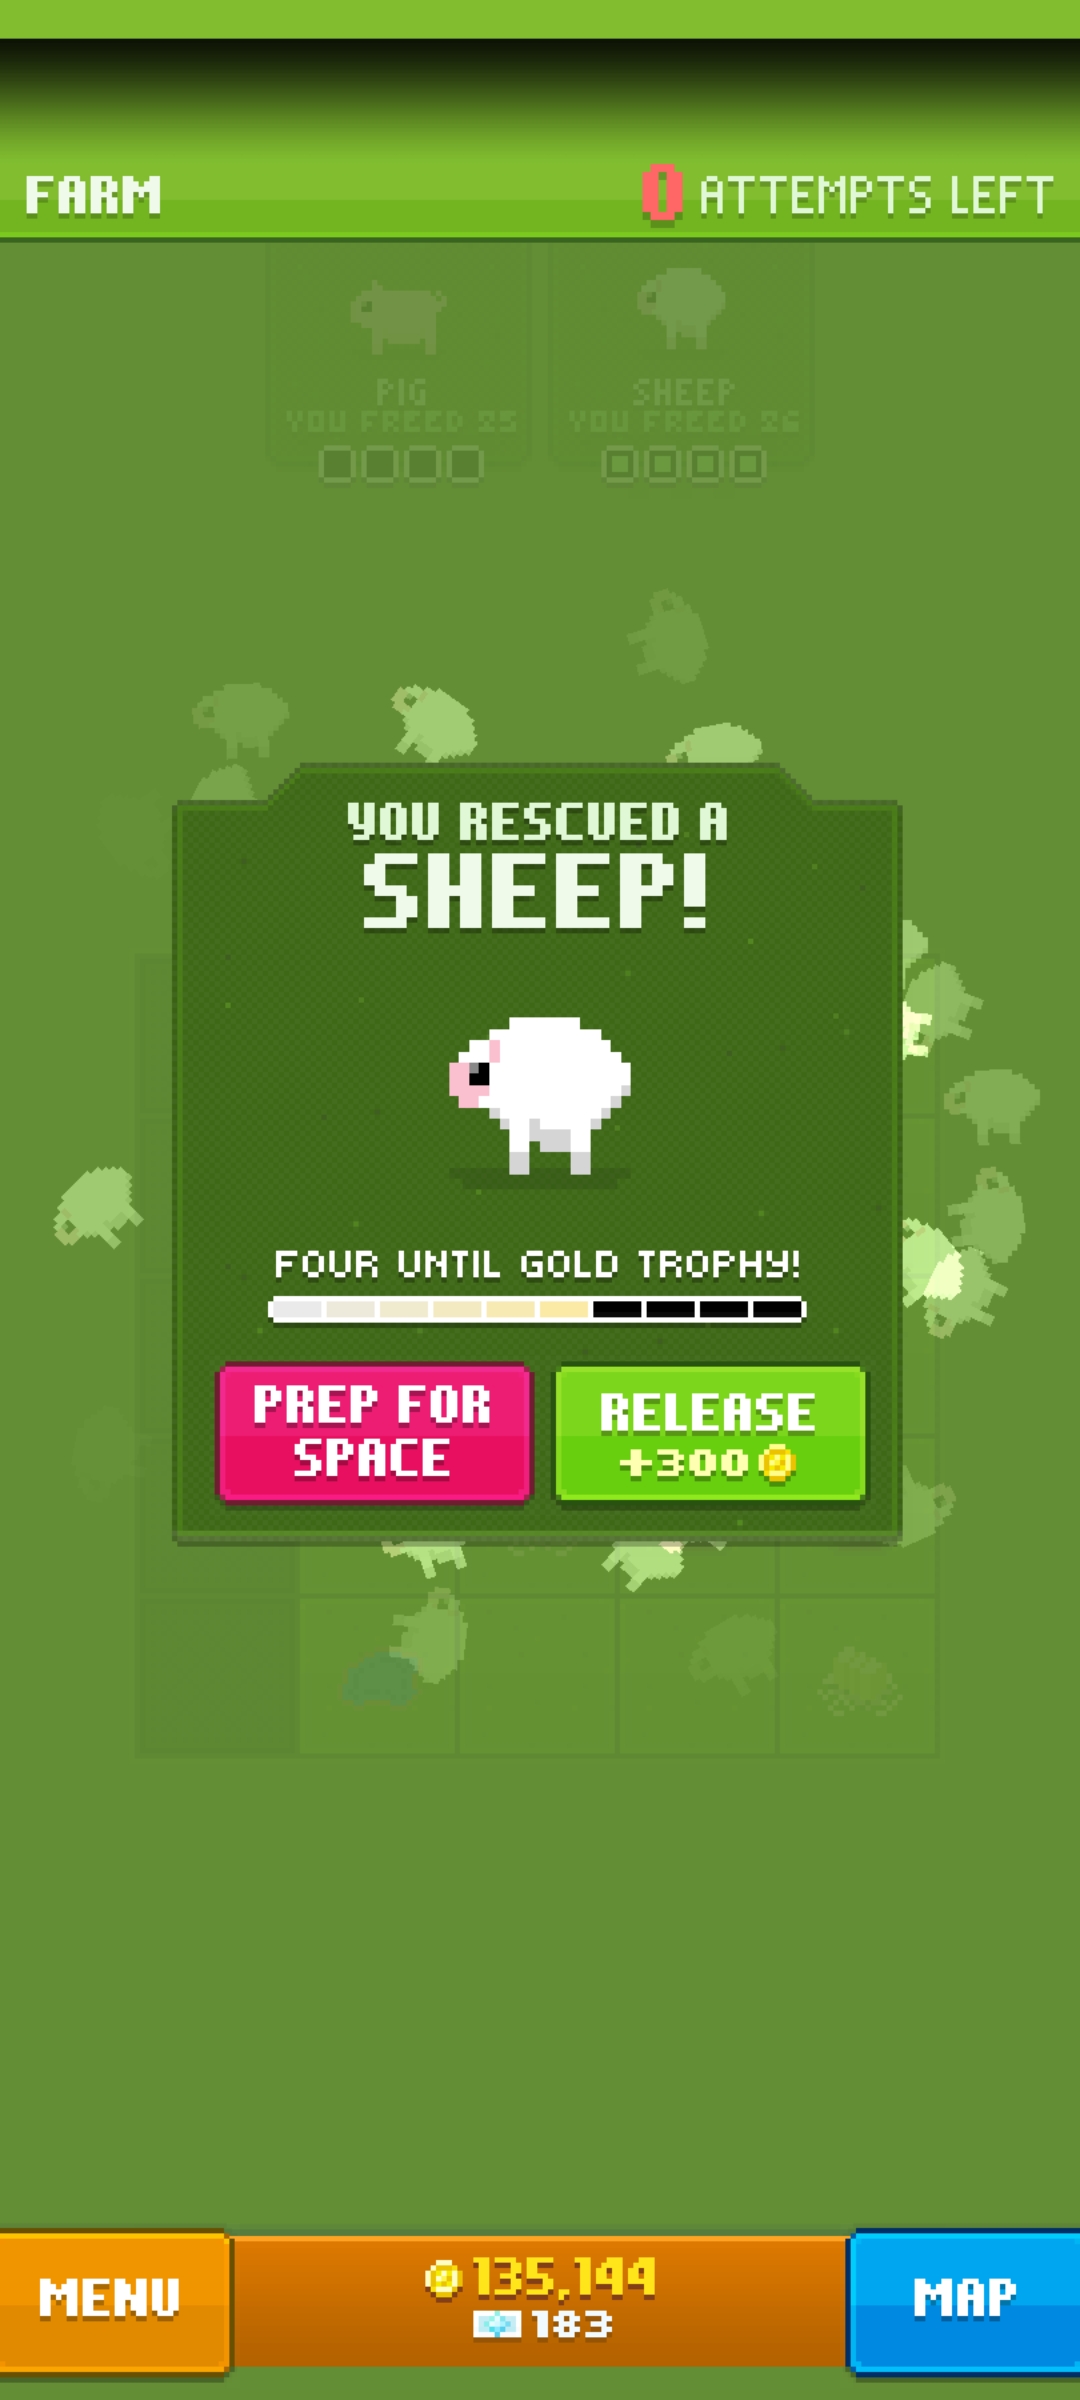 FARM
0 ATTEMPTS LEFT
PIG
YOU FREED 25
SHEEP
YOU FREED 26
YOU RESCUED A
SHEEP!
FOUR UNTIL GOLD TROPHY!
PREP FOR
SPACE
RELEASE
+300
MENU
135,144
183
MAP